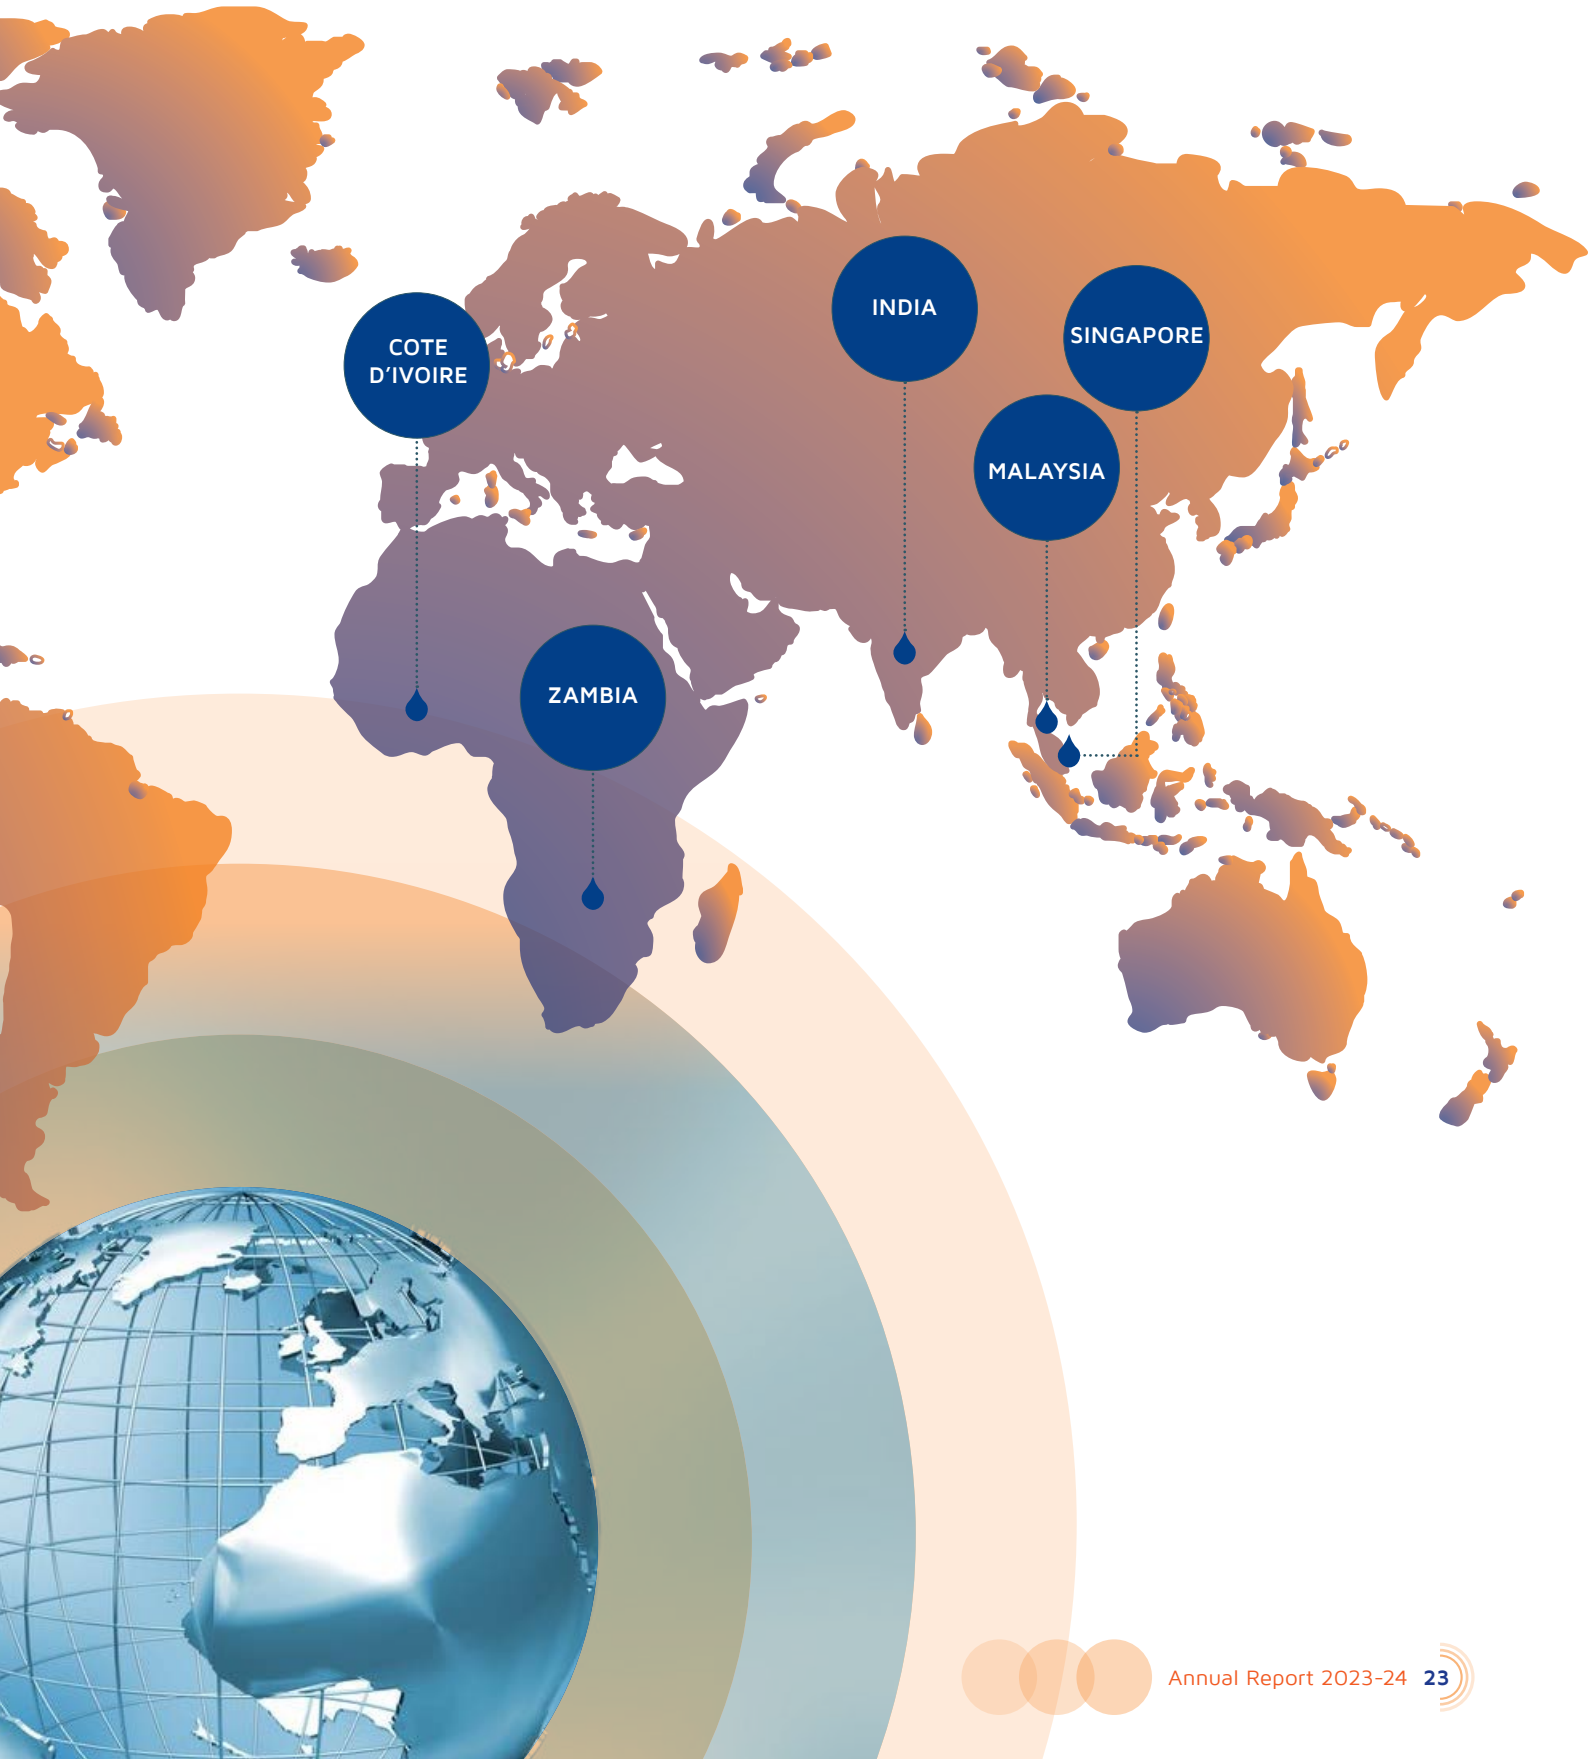 COTE
D’IVOIRE
INDIA
SINGAPORE
MALAYSIA
ZAMBIA
Annual Report 2023-24 23